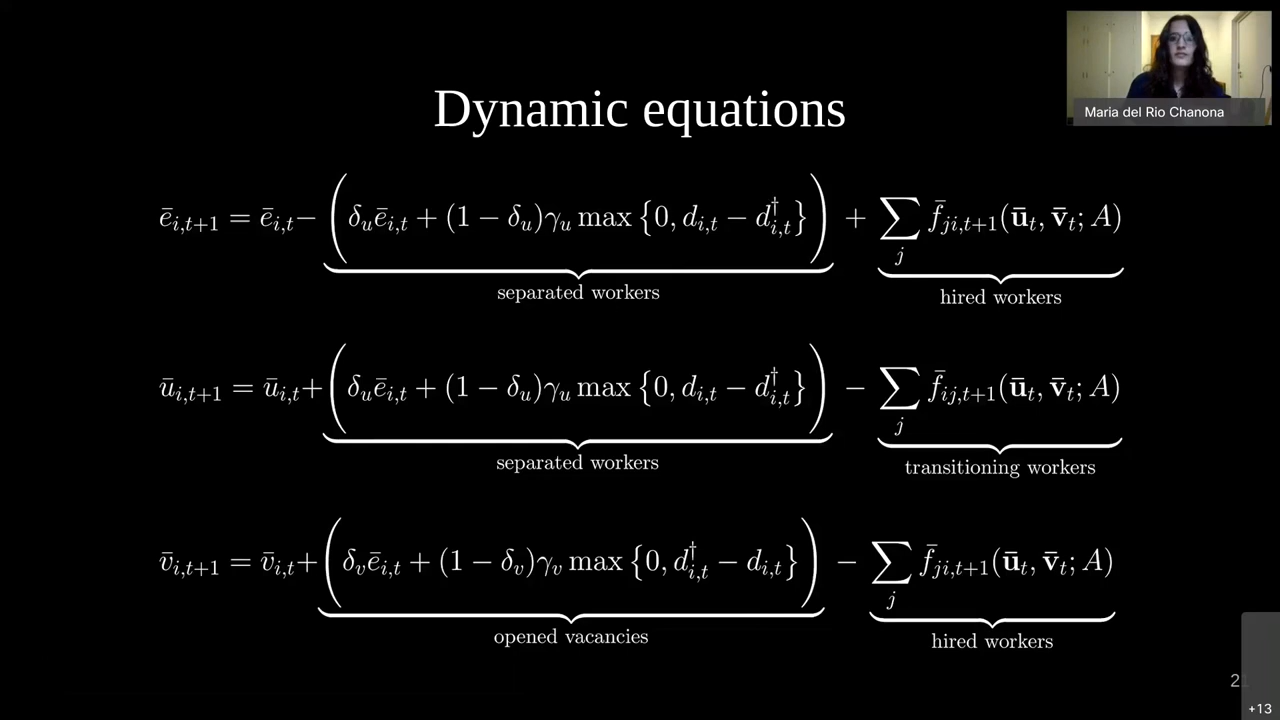 Maria del Rio Chanona
Dynamic equations
ē_{i,t+1} = ē_{i,t} − (δ_u ē_{i,t} + (1 − δ_u)γ_u max {0, d_{i,t} − d†_{i,t}}) + ∑_j f̄_{ji,t+1}(ū_t, v̄_t; A)
separated workers hired workers
ū_{i,t+1} = ū_{i,t} + (δ_u ē_{i,t} + (1 − δ_u)γ_u max {0, d_{i,t} − d†_{i,t}}) − ∑_j f̄_{ij,t+1}(ū_t, v̄_t; A)
separated workers transitioning workers
v̄_{i,t+1} = v̄_{i,t} + (δ_v ē_{i,t} + (1 − δ_v)γ_v max {0, d†_{i,t} − d_{i,t}}) − ∑_j f̄_{ji,t+1}(ū_t, v̄_t; A)
opened vacancies hired workers
+13